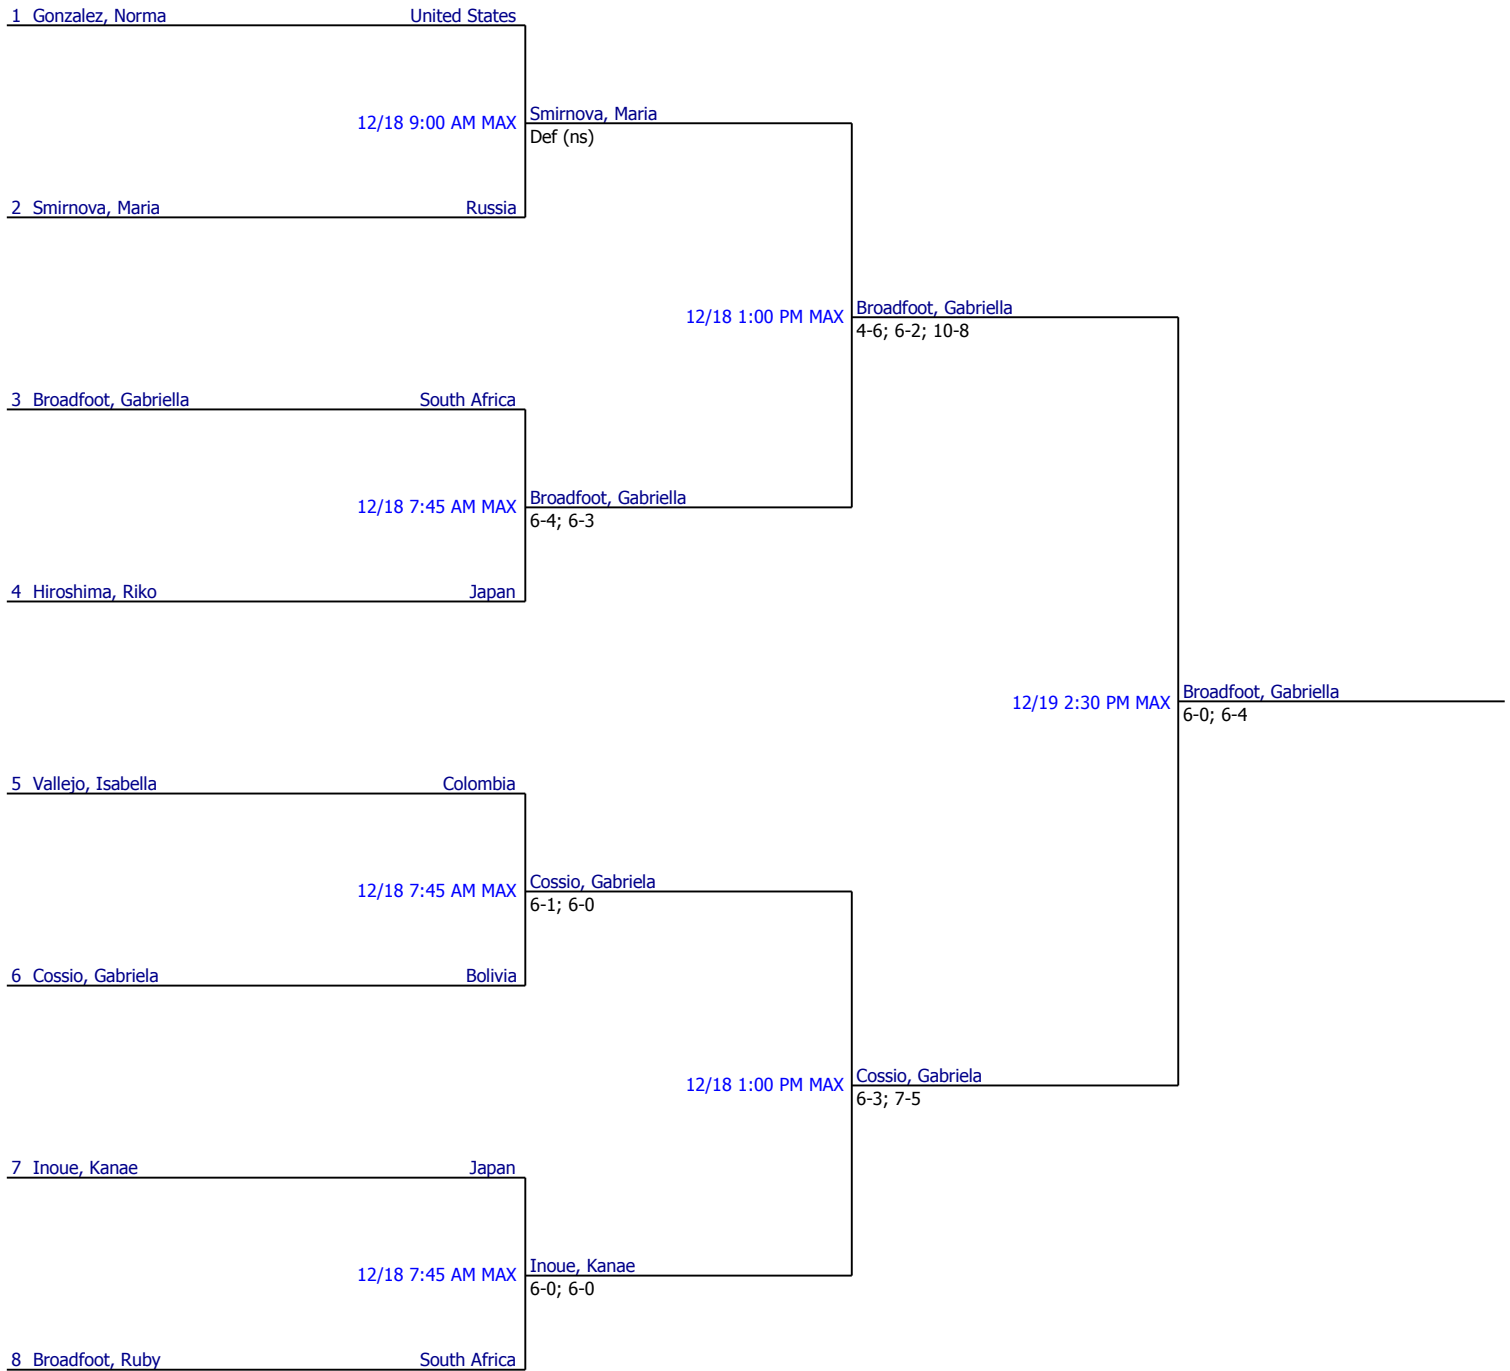 1 Gonzalez, Norma United States
12/18 9:00 AM MAX Smirnova, Maria
Def (ns)
2 Smirnova, Maria Russia
12/18 1:00 PM MAX Broadfoot, Gabriella
4-6; 6-2; 10-8
3 Broadfoot, Gabriella South Africa
12/18 7:45 AM MAX Broadfoot, Gabriella
6-4; 6-3
4 Hiroshima, Riko Japan
12/19 2:30 PM MAX Broadfoot, Gabriella
6-0; 6-4
5 Vallejo, Isabella Colombia
12/18 7:45 AM MAX Cossio, Gabriela
6-1; 6-0
6 Cossio, Gabriela Bolivia
12/18 1:00 PM MAX Cossio, Gabriela
6-3; 7-5
7 Inoue, Kanae Japan
12/18 7:45 AM MAX Inoue, Kanae
6-0; 6-0
8 Broadfoot, Ruby South Africa